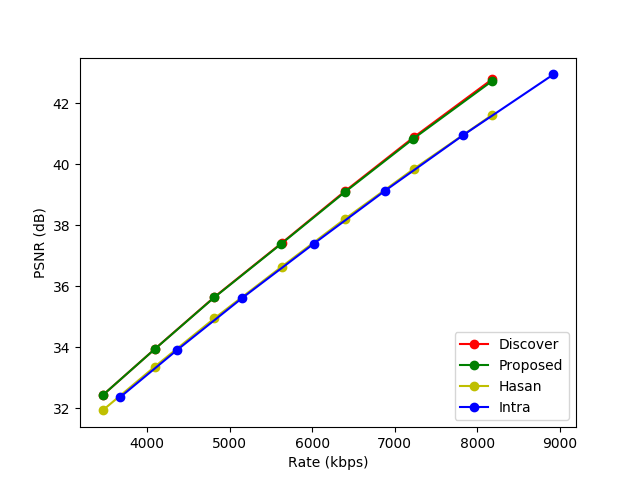 42
40
38
36
34
32
PSNR (dB)
Discover
Proposed
Hasan
Intra
4000 5000 6000 7000 8000 9000
Rate (kbps)